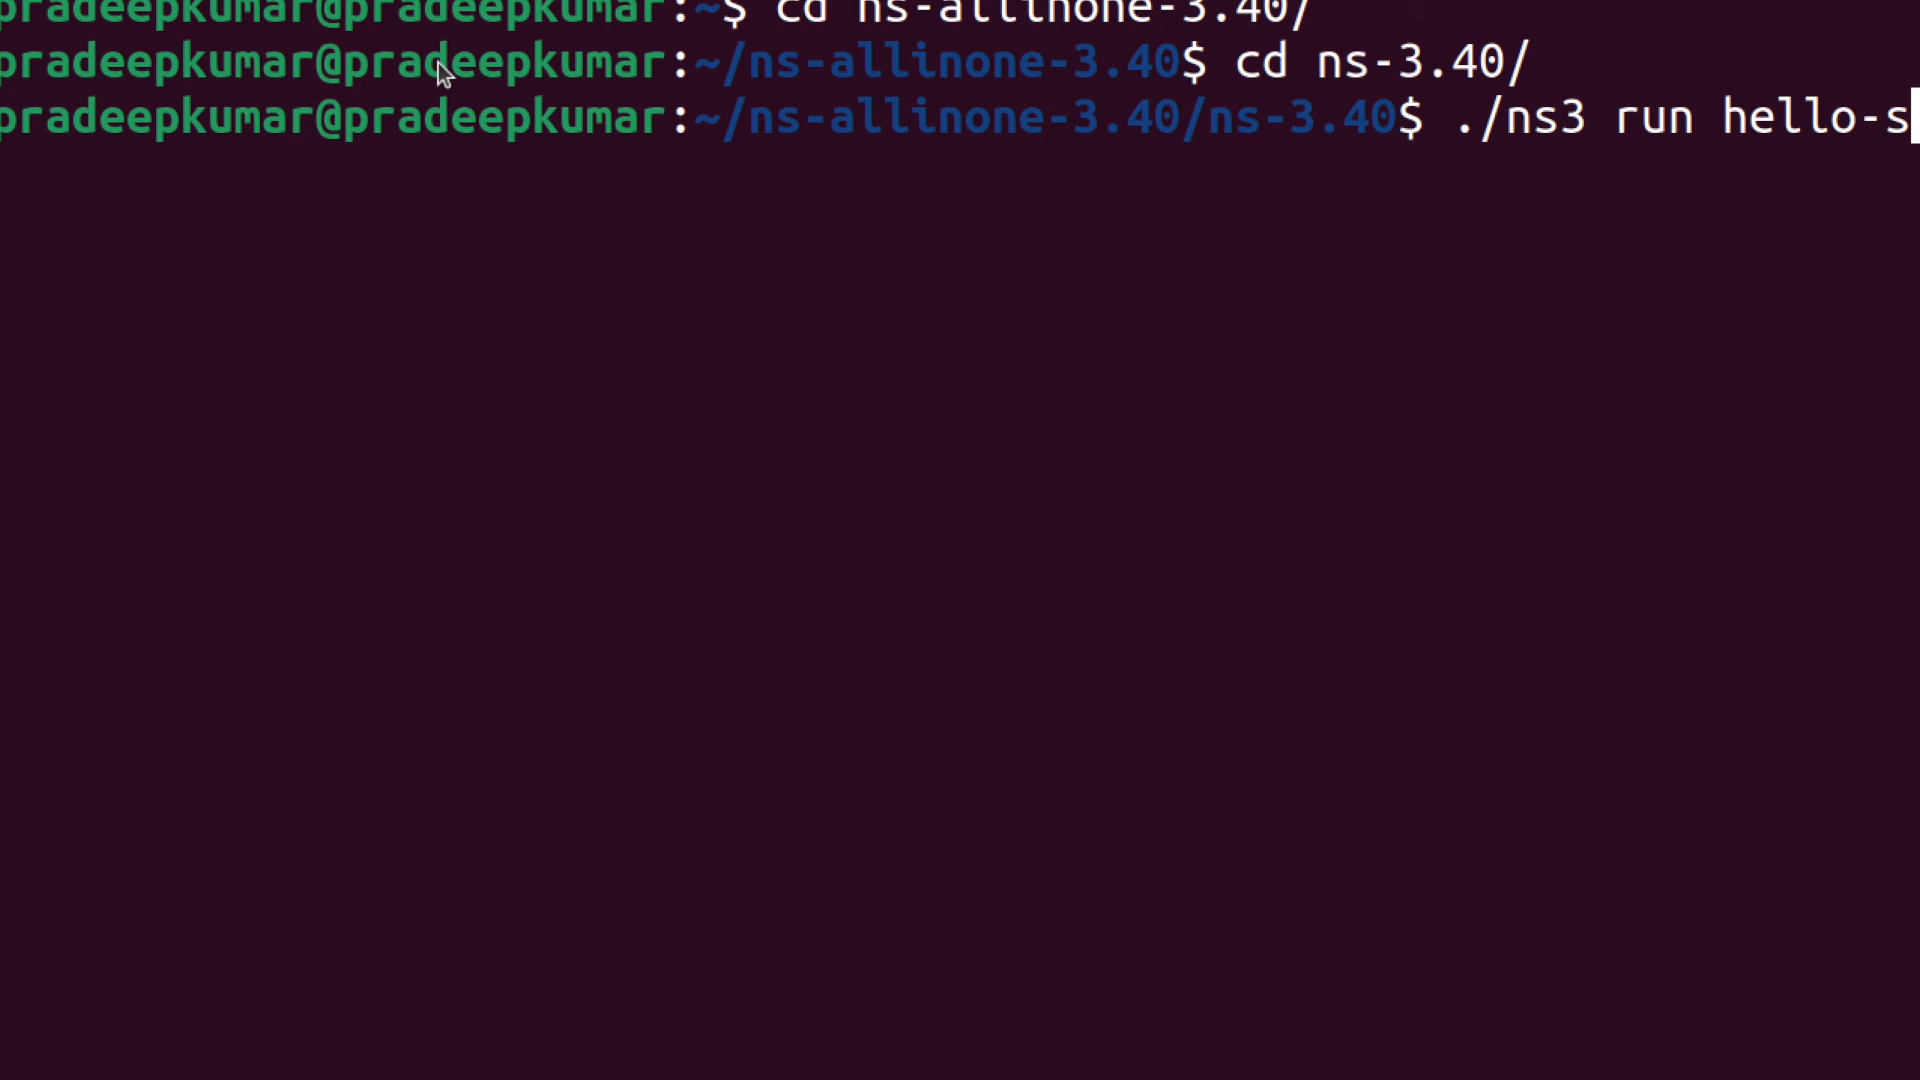 pradeepkumar@pradeepkumar:~$ cd ns-allinone-3.40/
pradeepkumar@pradeepkumar:~/ns-allinone-3.40$ cd ns-3.40/
pradeepkumar@pradeepkumar:~/ns-allinone-3.40/ns-3.40$ ./ns3 run hello-s